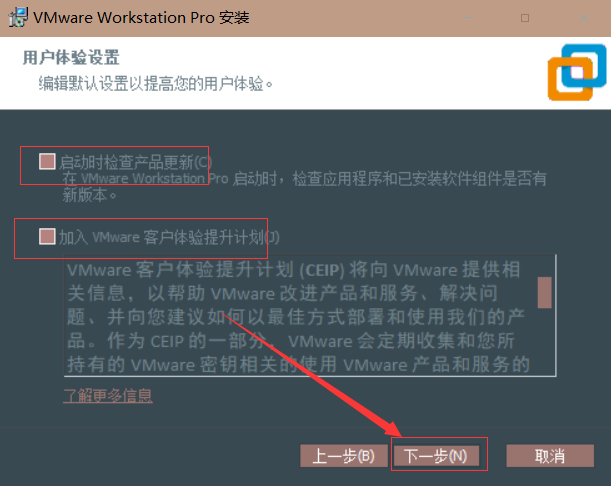 VMware Workstation Pro 安装
用户体验设置
编辑默认设置以提高您的用户体验。
启动时检查产品更新(C)
在 VMware Workstation Pro 启动时，检查应用程序和已安装软件组件是否有
新版本。
加入 VMware 客户体验提升计划(J)
VMware 客户体验提升计划 (CEIP) 将向 VMware 提供相
关信息，以帮助 VMware 改进产品和服务、解决问
题、并向您建议如何以最佳方式部署和使用我们的产
品。作为 CEIP 的一部分，VMware 会定期收集和您所
持有的 VMware 密钥相关的使用 VMware 产品和服务的
了解更多信息
上一步(B) 下一步(N) 取消